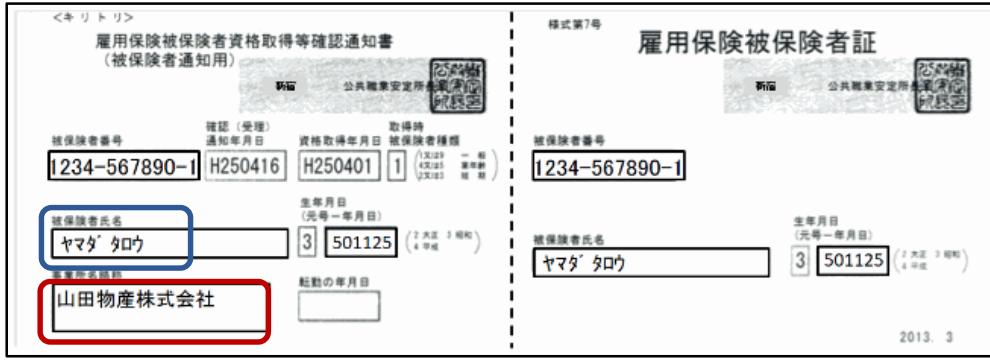 <キリトリ>
雇用保険被保険者資格取得等確認通知書
(被保険者通知用)
新宿 公共職業安定所長
被保険者番号
確認(受理)通知年月日
資格取得年月日
取得時被保険者種類
1234-567890-1
H250416
H250401
1
被保険者氏名
生年月日
(元号-年月日)
ヤマダ タロウ
3 501125
(2 大正 3 昭和
4 平成)
事業所名略称
転勤の年月日
山田物産株式会社
様式第7号
雇用保険被保険者証
新宿 公共職業安定所長
被保険者番号
1234-567890-1
被保険者氏名
生年月日
(元号-年月日)
ヤマダ タロウ
3 501125
(2 大正 3 昭和
4 平成)
2013. 3